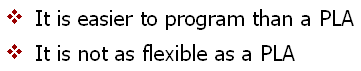 ❖ It is easier to program than a PLA
❖ It is not as flexible as a PLA